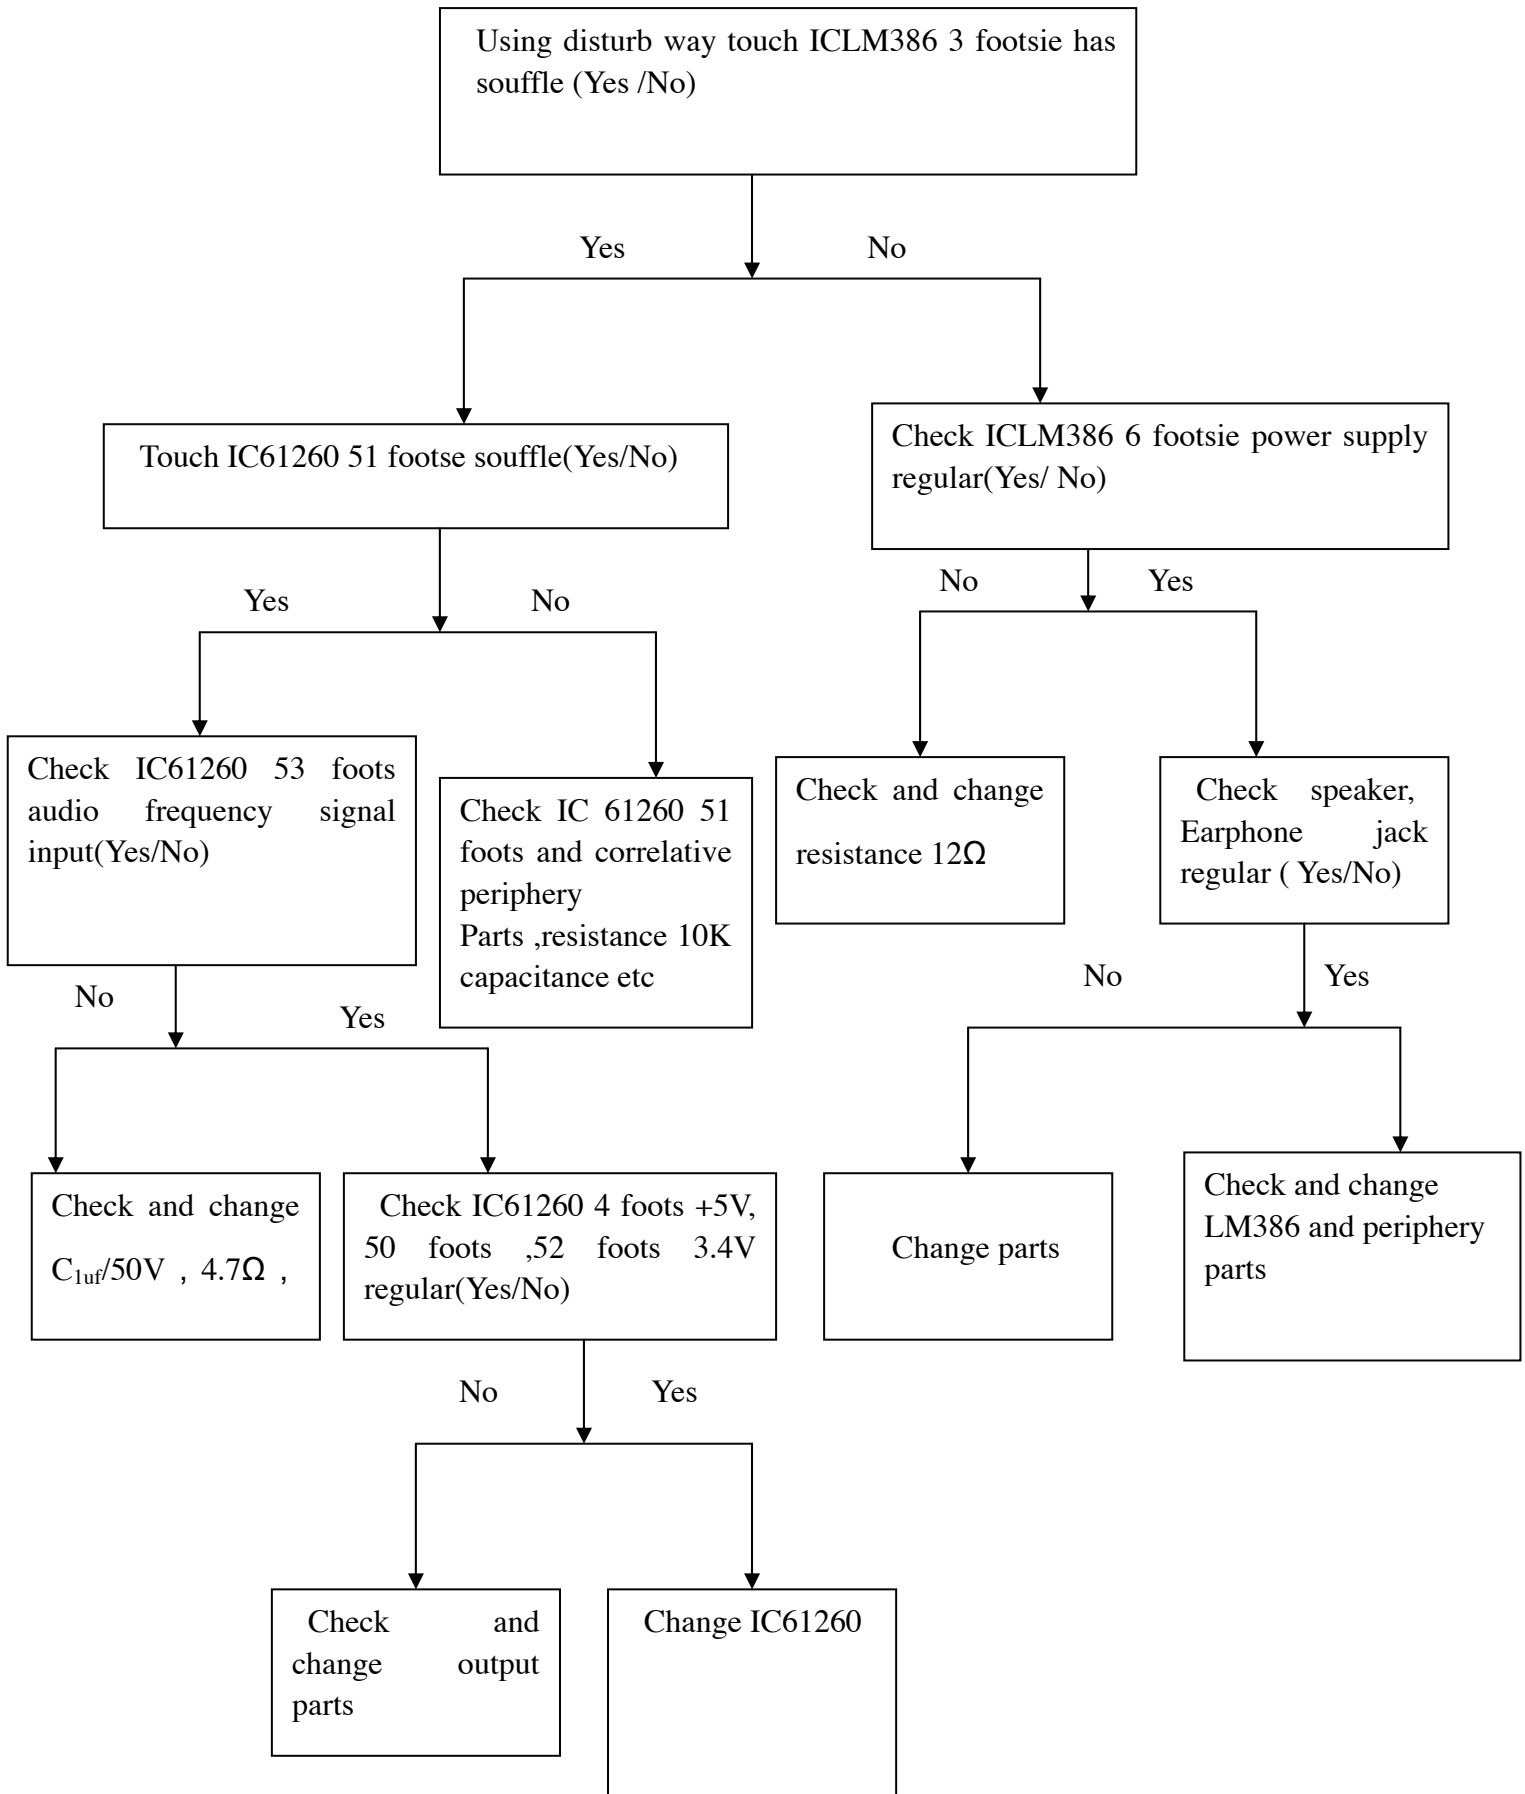 Using disturb way touch ICLM386 3 footsie has
souffle (Yes /No)
Yes
No
Touch IC61260 51 footse souffle(Yes/No)
Check ICLM386 6 footsie power supply
regular(Yes/ No)
Yes
No
No
Yes
Check IC61260 53 foots
audio frequency signal
input(Yes/No)
Check IC 61260 51
foots and correlative
periphery
Parts ,resistance 10K
capacitance etc
Check and change
resistance 12Ω
Check speaker,
Earphone jack
regular ( Yes/No)
No
Yes
No
Yes
Check and change
C1uf/50V , 4.7Ω ,
Check IC61260 4 foots +5V,
50 foots ,52 foots 3.4V
regular(Yes/No)
Change parts
Check and change
LM386 and periphery
parts
No
Yes
Check and
change output
parts
Change IC61260